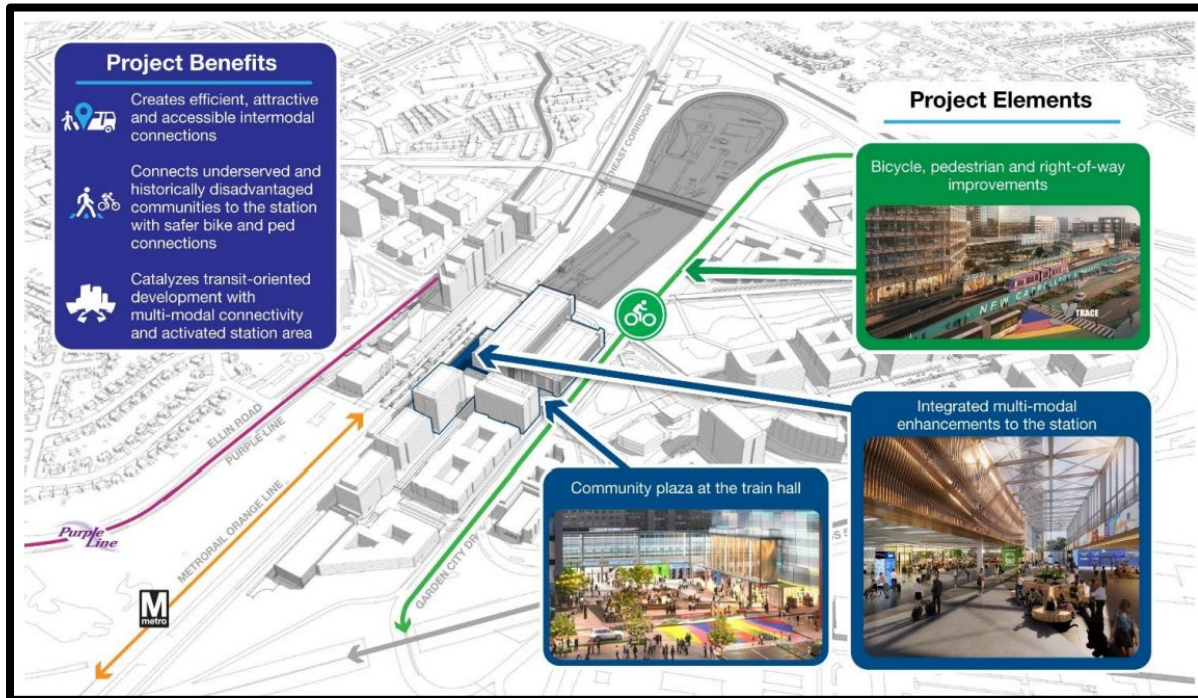 Project Benefits
Creates efficient, attractive
and accessible intermodal
connections
Connects underserved and
historically disadvantaged
communities to the station
with safer bike and ped
connections
Catalyzes transit-oriented
development with
multi-modal connectivity
and activated station area
Project Elements
Bicycle, pedestrian and right-of-way
improvements
NEW CARROLLTON
TRACE
Integrated multi-modal
enhancements to the station
Community plaza at the train hall
NORTHEAST CORRIDOR
ELLIN ROAD
PURPLE LINE
Purple
Line
METRORAIL ORANGE LINE
M
metro
GARDEN CITY DR